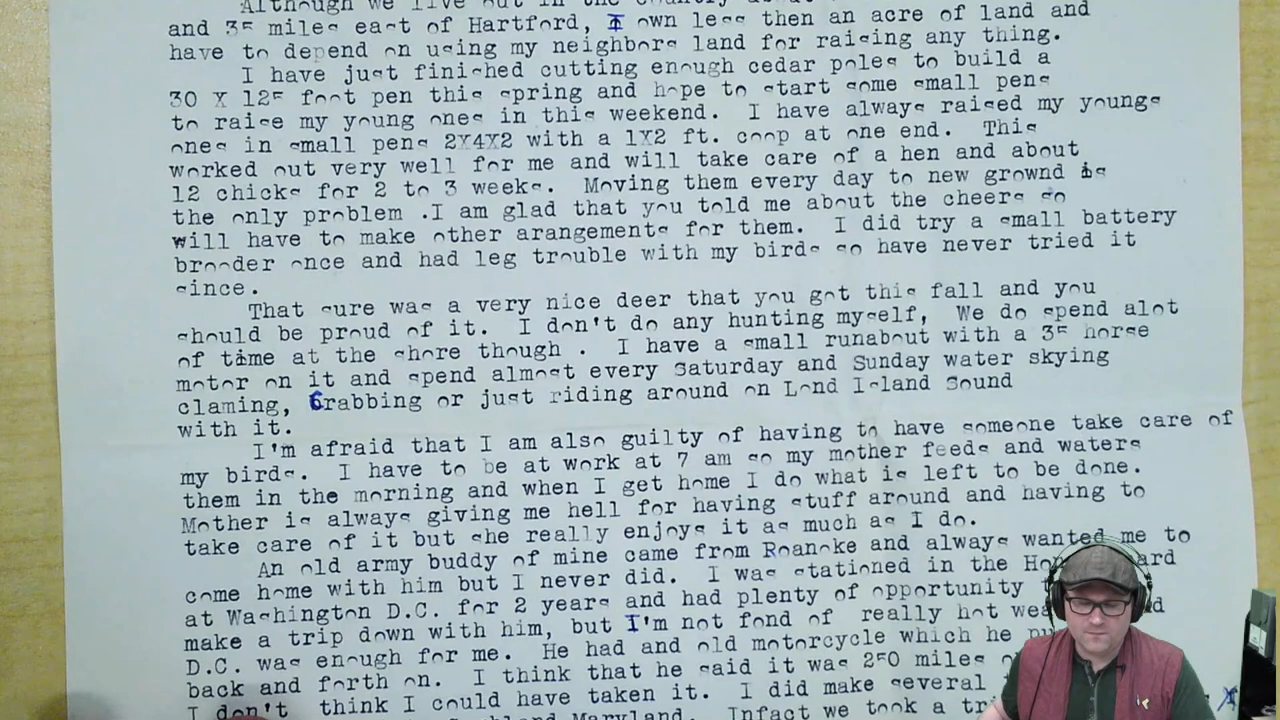 Although we live out in the country
and 35 miles east of Hartford, I own less then an acre of land and
have to depend on using my neighbors land for raising any thing.
I have just finished cutting enough cedar poles to build a
30 X 125 foot pen this spring and hope to start some small pens
to raise my young ones in this weekend. I have always raised my youngs
ones in small pens 2X4X2 with a 1X2 ft. coop at one end. This
worked out very well for me and will take care of a hen and about
12 chicks for 2 to 3 weeks. Moving them every day to new grownd is
the only problem .I am glad that you told me about the cheers so
will have to make other arangements for them. I did try a small battery
brooder once and had leg trouble with my birds so have never tried it
since.
That sure was a very nice deer that you got this fall and you
should be proud of it. I don't do any hunting myself, We do spend alot
of time at the shore though . I have a small runabout with a 35 horse
motor on it and spend almost every Saturday and Sunday water skying
claming, Crabbing or just riding around on Lond Island Sound
with it.
I'm afraid that I am also guilty of having to have someone take care of
my birds. I have to be at work at 7 am so my mother feeds and waters
them in the morning and when I get home I do what is left to be done.
Mother is always giving me hell for having stuff around and having to
take care of it but she really enjoys it as much as I do.
An old army buddy of mine came from Roanoke and always wanted me to
come home with him but I never did. I was stationed in the
at Washington D.C. for 2 years and had plenty of opportunity
make a trip down with him, but I'm not fond of really hot
D.C. was enough for me. He had and old motorcycle which he
back and forth on. I think that he said it was 250 miles
I don't think I could have taken it. I did make several
Maryland. Infact we took a